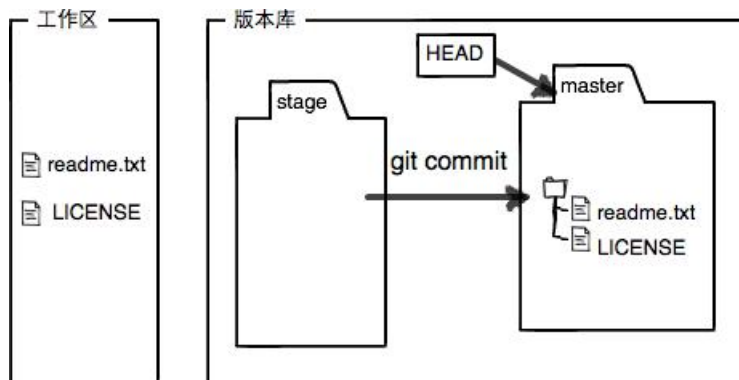 工作区
readme.txt
LICENSE
版本库
HEAD
stage
git commit
master
readme.txt
LICENSE